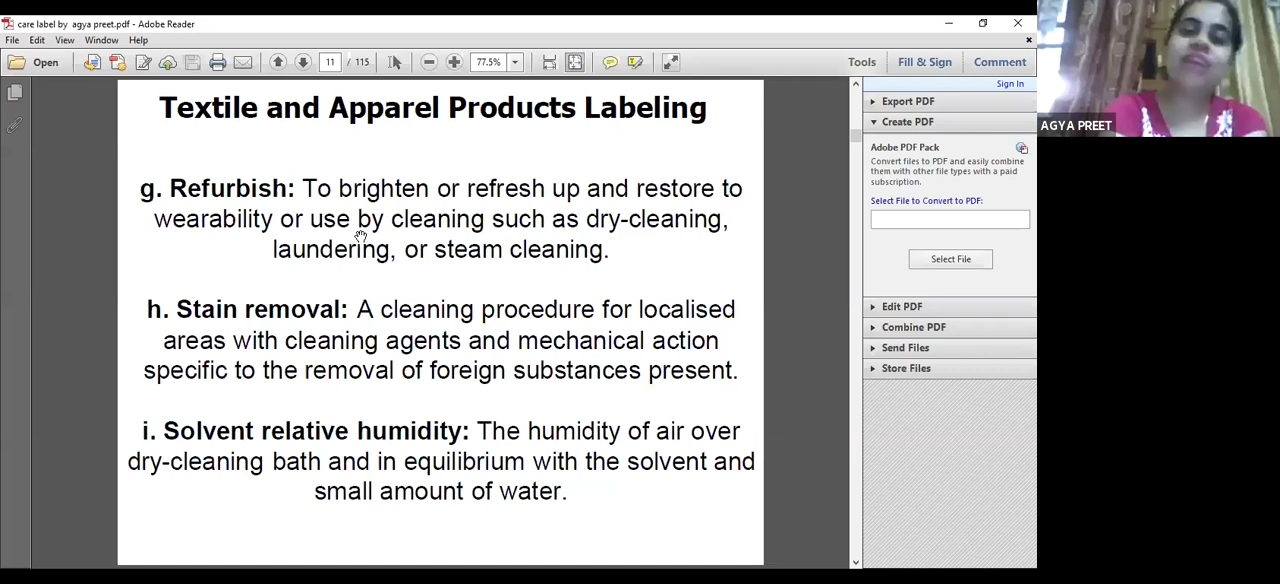 care label by agya preet.pdf - Adobe Reader
File Edit View Window Help
Open 11 / 115 77.5% Tools Fill & Sign Comment
Sign In
Textile and Apparel Products Labeling
g. Refurbish: To brighten or refresh up and restore to
wearability or use by cleaning such as dry-cleaning,
laundering, or steam cleaning.
h. Stain removal: A cleaning procedure for localised
areas with cleaning agents and mechanical action
specific to the removal of foreign substances present.
i. Solvent relative humidity: The humidity of air over
dry-cleaning bath and in equilibrium with the solvent and
small amount of water.
Export PDF
Create PDF
Adobe PDF Pack
Convert files to PDF and easily combine
them with other file types with a paid
subscription.
Select File to Convert to PDF:
Select File
Edit PDF
Combine PDF
Send Files
Store Files
AGYA PREET